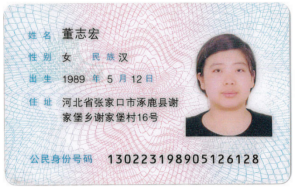 姓名 董志宏
性别 女 民族 汉
出生 1989 年 5 月 12 日
住址 河北省张家口市涿鹿县谢
家堡乡谢家堡村16号
公民身份号码 130223198905126128